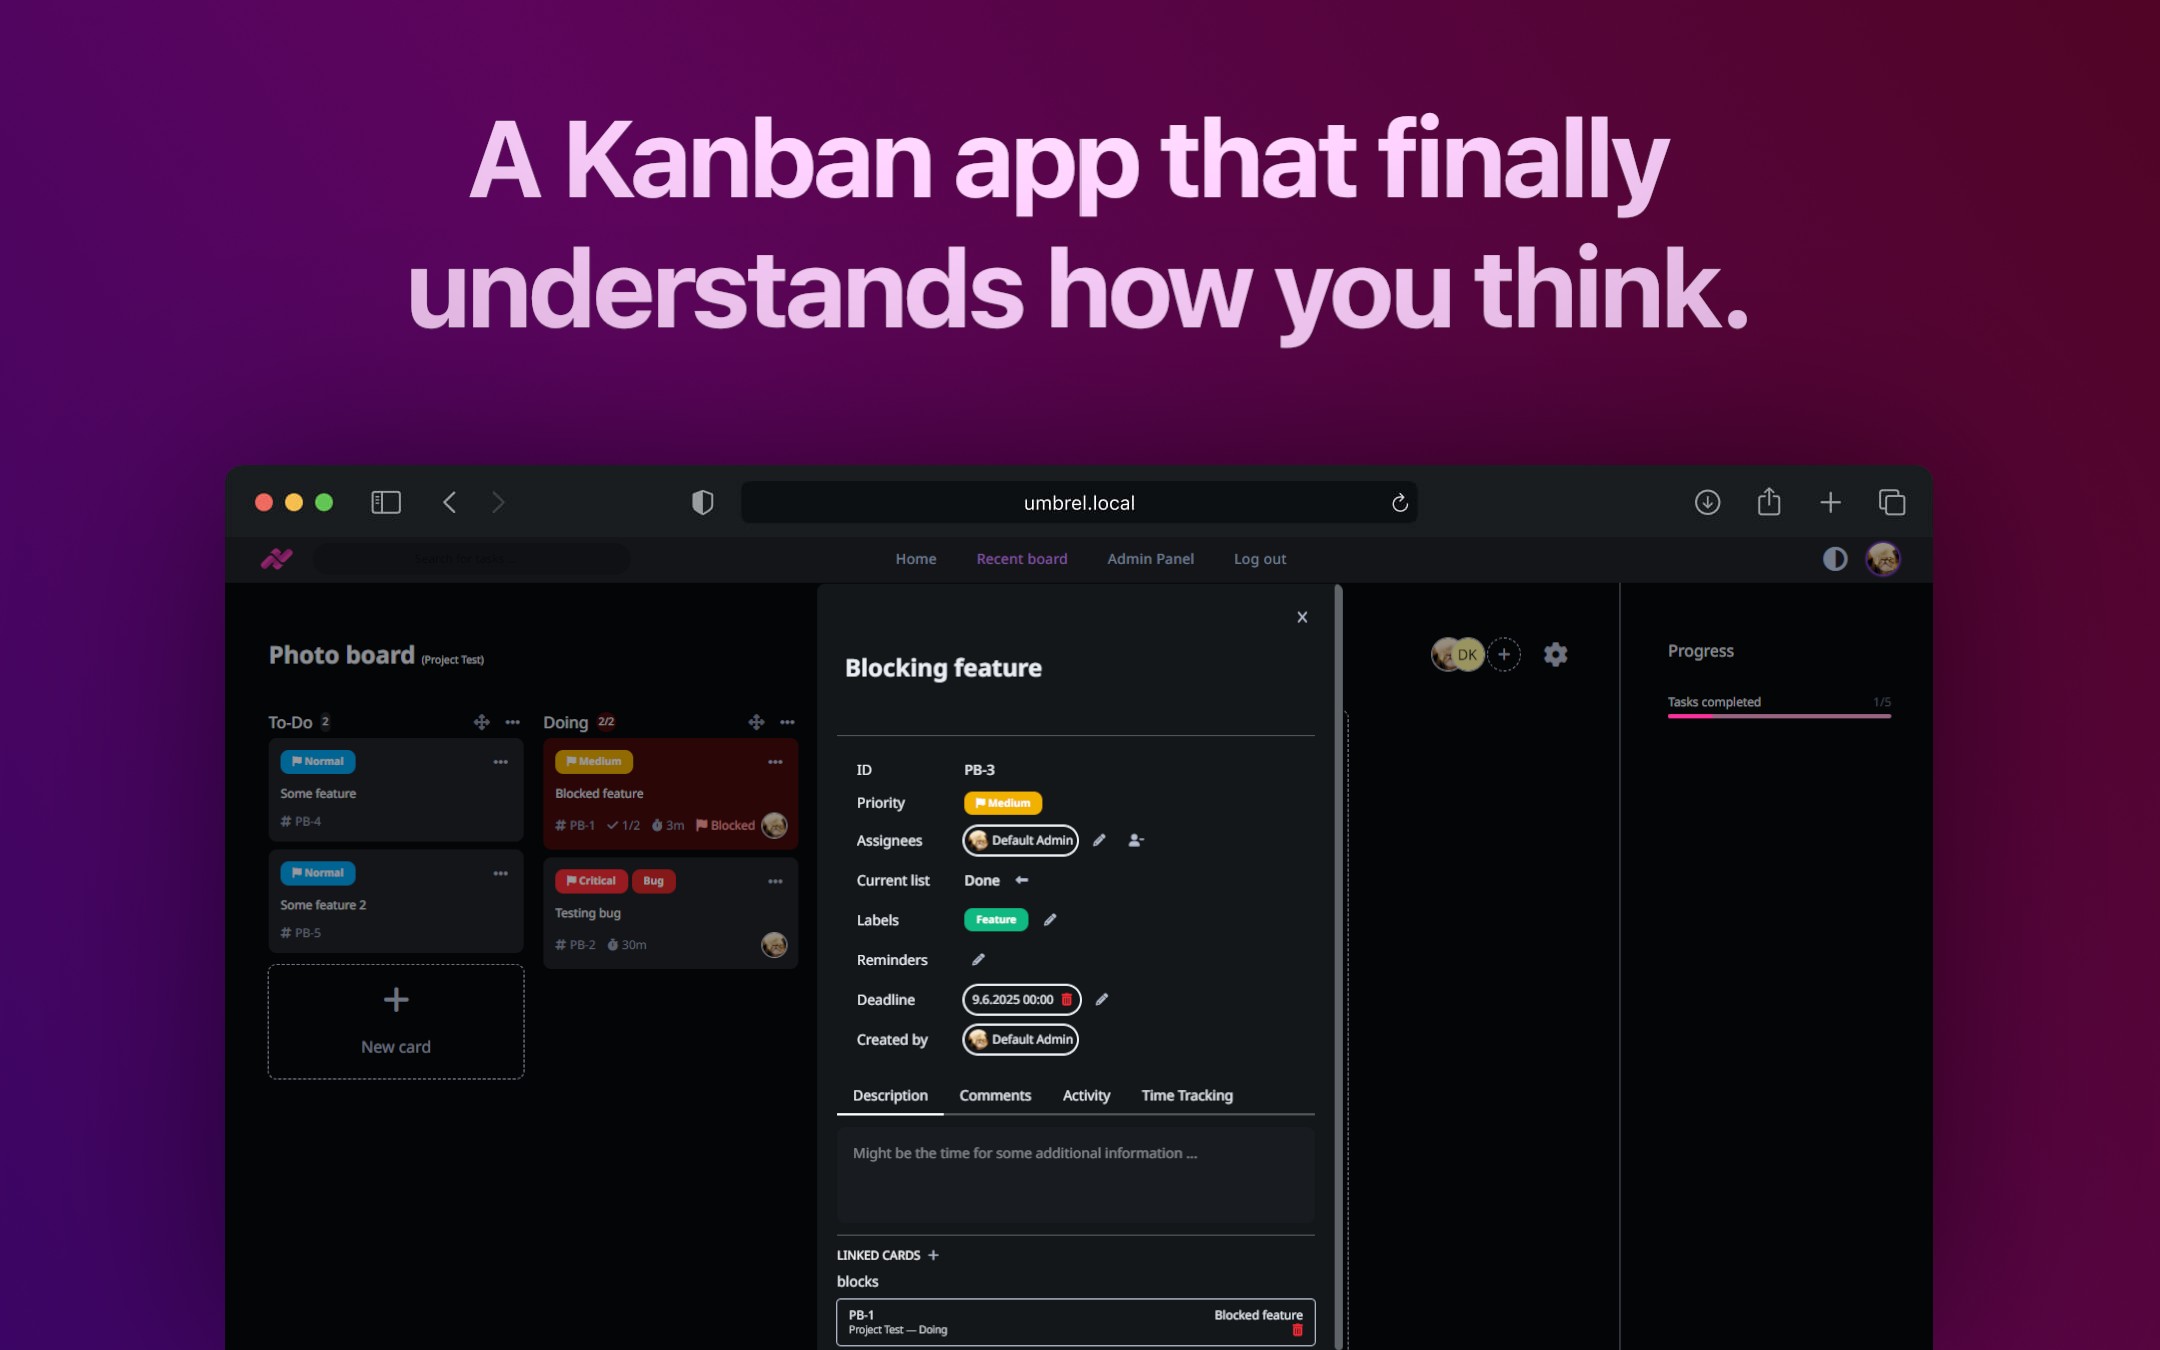 A Kanban app that finally
understands how you think.
umbrel.local
Home Recent board Admin Panel Log out
Photo board (Project Test)
DK
Progress
Tasks completed 1/5
To-Do 2
Normal
Some feature
# PB-4
Normal
Some feature 2
# PB-5
New card
Doing 2/2
Medium
Blocked feature
# PB-1 1/2 3m Blocked
Critical Bug
Testing bug
# PB-2 30m
X
Blocking feature
ID PB-3
Priority Medium
Assignees Default Admin
Current list Done
Labels Feature
Reminders
Deadline 9.6.2025 00:00
Created by Default Admin
Description Comments Activity Time Tracking
Might be the time for some additional information ...
LINKED CARDS +
blocks
PB-1 Blocked feature
Project Test — Doing